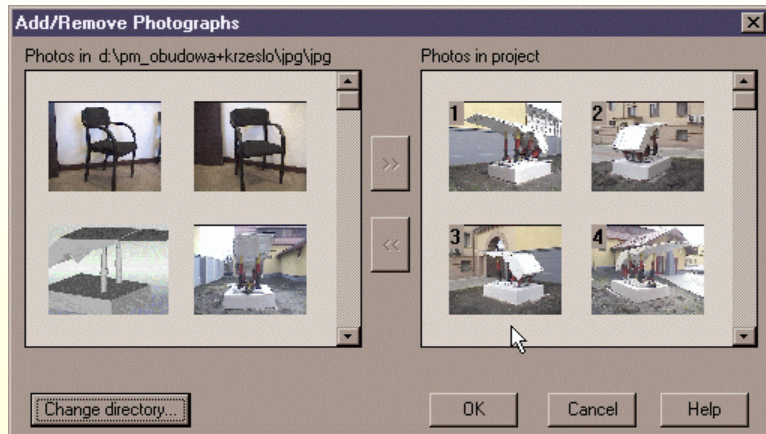 Add/Remove Photographs
Photos in d:\pm_obudowa+krzeslo\jpg\jpg
Photos in project
>>
<<
1
2
3
4
Change directory...
OK
Cancel
Help